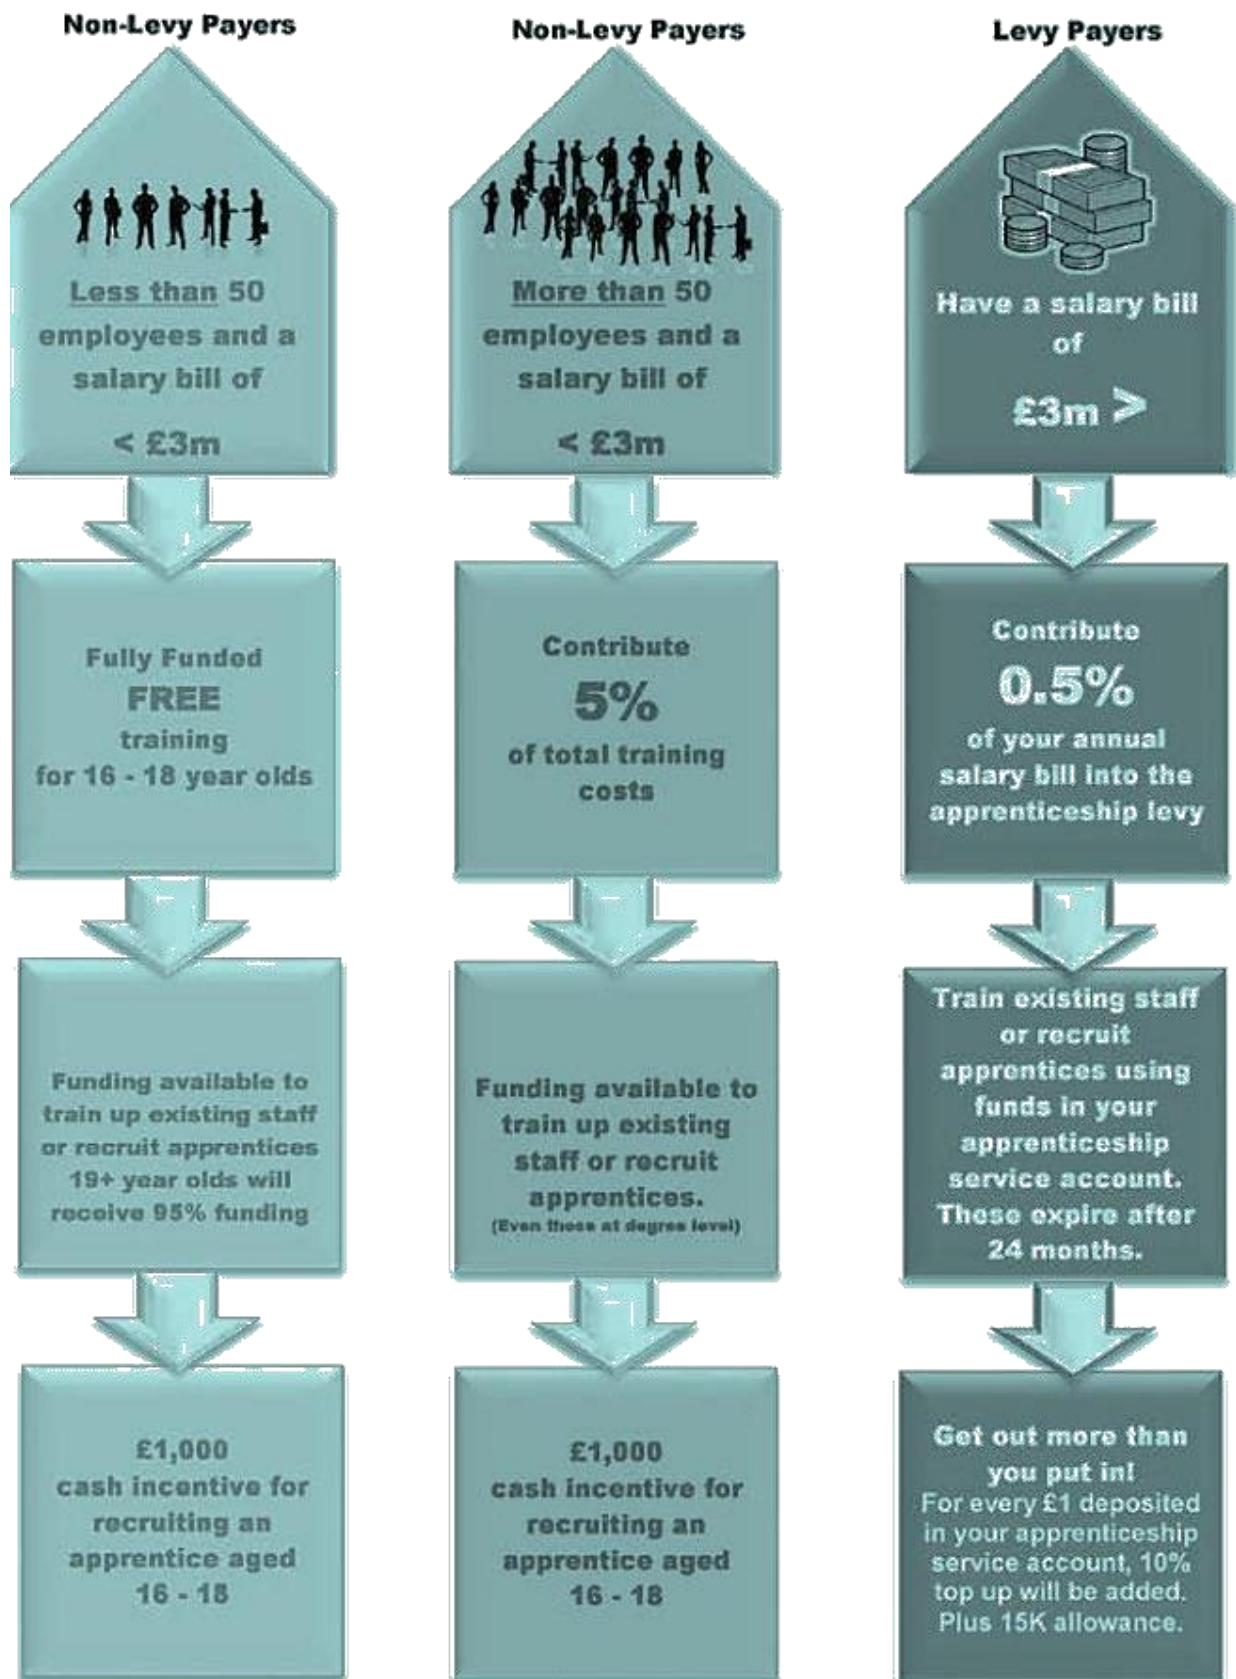 Non-Levy Payers
Less than 50
employees and a
salary bill of
< £3m
Fully Funded
FREE
training
for 16 - 18 year olds
Funding available to
train up existing staff
or recruit apprentices
19+ year olds will
receive 95% funding
£1,000
cash incentive for
recruiting an
apprentice aged
16 - 18
Non-Levy Payers
More than 50
employees and a
salary bill of
< £3m
Contribute
5%
of total training
costs
Funding available to
train up existing
staff or recruit
apprentices.
(Even those at degree level)
£1,000
cash incentive for
recruiting an
apprentice aged
16 - 18
Levy Payers
Have a salary bill
of
£3m >
Contribute
0.5%
of your annual
salary bill into the
apprenticeship levy
Train existing staff
or recruit
apprentices using
funds in your
apprenticeship
service account.
These expire after
24 months.
Get out more than
you put in!
For every £1 deposited
in your apprenticeship
service account, 10%
top up will be added.
Plus 15K allowance.